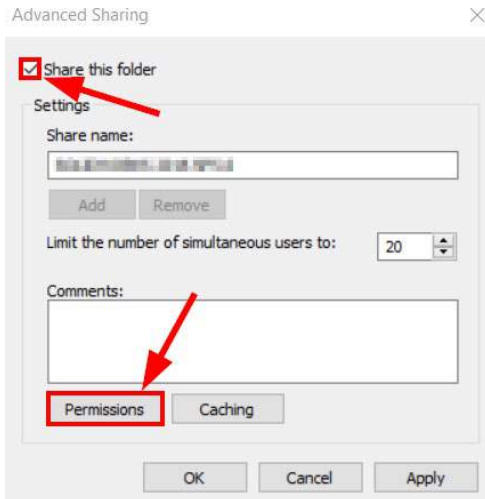 Advanced Sharing
Share this folder
Settings
Share name:
Add Remove
Limit the number of simultaneous users to: 20
Comments:
Permissions Caching
OK Cancel Apply